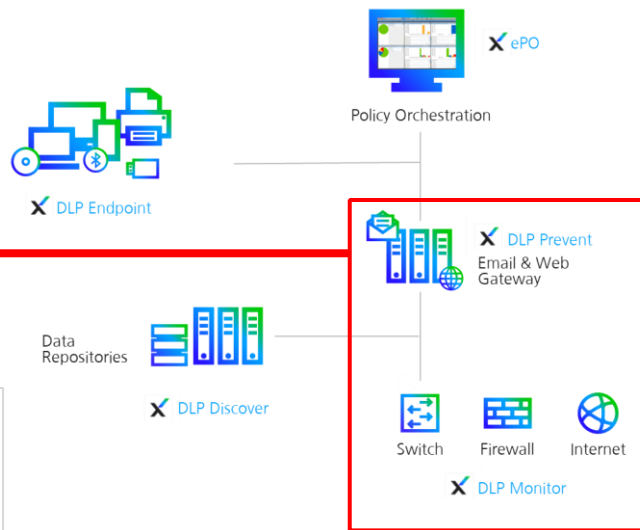 ePO
Policy Orchestration
DLP Endpoint
DLP Prevent
Email & Web
Gateway
Data
Repositories
DLP Discover
Switch
Firewall
Internet
DLP Monitor